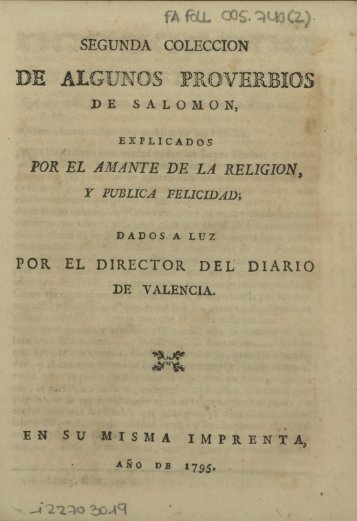 FA Foll 005.740(2)
SEGUNDA COLECCION
DE ALGUNOS PROVERBIOS
DE SALOMON,
EXPLICADOS
POR EL AMANTE DE LA RELIGION,
Y PUBLICA FELICIDAD;
DADOS A LUZ
POR EL DIRECTOR DEL DIARIO
DE VALENCIA.
EN SU MISMA IMPRENTA,
AÑO DE 1795.
i22703019